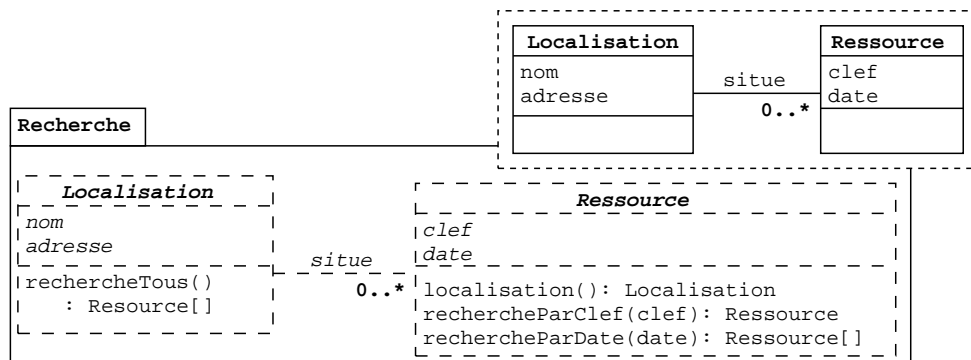 Localisation
nom
adresse
situe
0..*
Ressource
clef
date
Recherche
Localisation
nom
adresse
rechercheTous()
: Resource[]
situe
0..*
Ressource
clef
date
localisation(): Localisation
rechercheParClef(clef): Ressource
rechercheParDate(date): Ressource[]